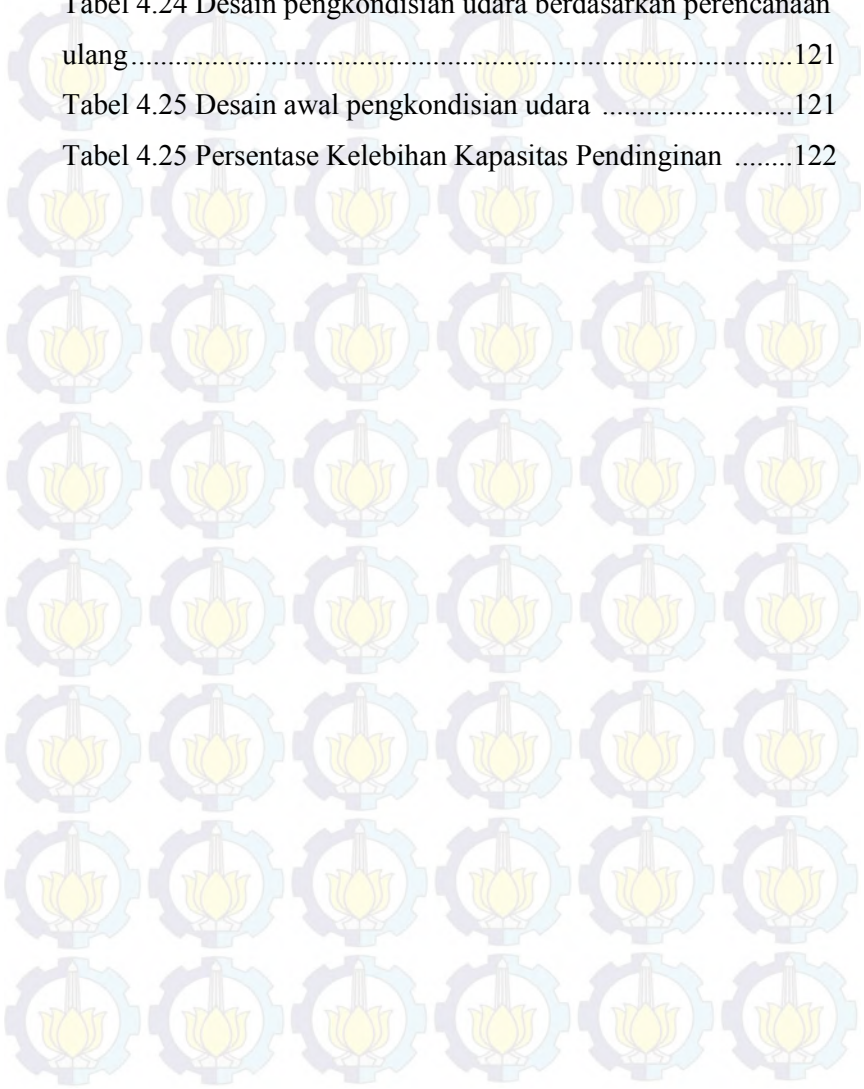 Tabel 4.24 Desain pengkondisian udara berdasarkan perencanaan
ulang...........................................................................121
Tabel 4.25 Desain awal pengkondisian udara ......................121
Tabel 4.25 Persentase Kelebihan Kapasitas Pendinginan ........122